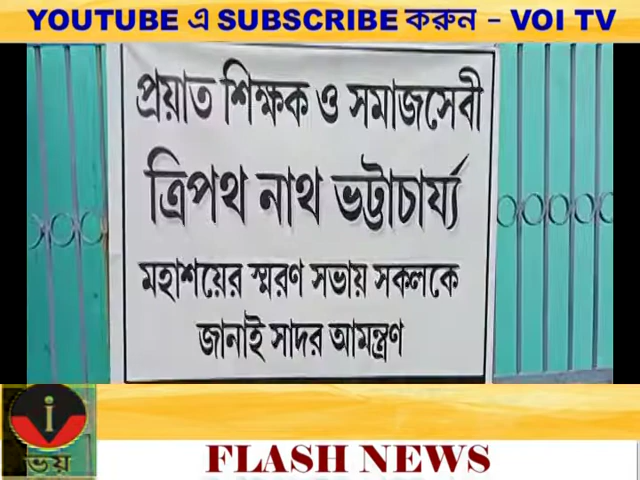 YOUTUBE এ SUBSCRIBE করুন - VOI TV
প্রয়াত শিক্ষক ও সমাজসেবী
ত্রিপথ নাথ ভট্টাচার্য্য
মহাশয়ের স্মরণ সভায় সকলকে
জানাই সাদর আমন্ত্রণ
i
ভয়
FLASH NEWS